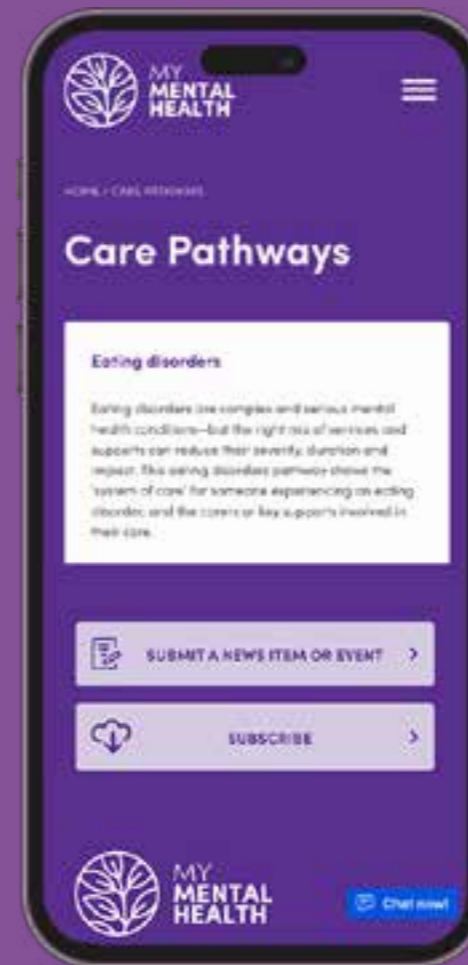 MY
MENTAL
HEALTH
HOME > CARE PATHWAYS
Care Pathways
Eating disorders
Eating disorders are complex and serious mental
health conditions—but the right mix of services and
supports can reduce their severity, duration and
impact. This eating disorders pathway shows the
'system of care' for someone experiencing an eating
disorder, and the carers or key supports involved in
their care.
SUBMIT A NEWS ITEM OR EVENT
SUBSCRIBE
MY
MENTAL
HEALTH
Chat now!